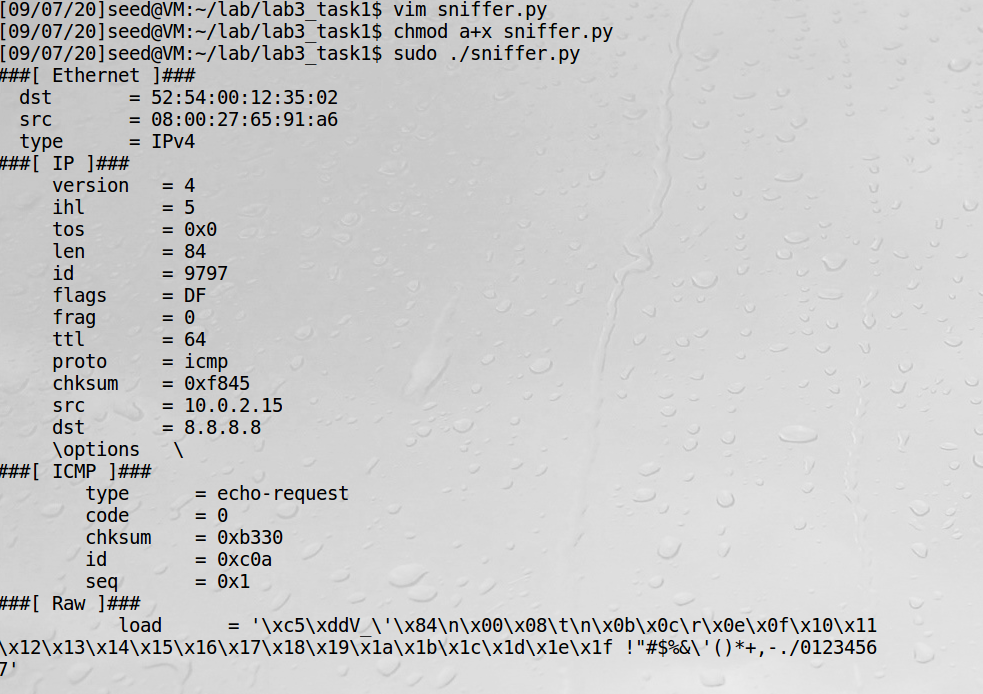 [09/07/20]seed@VM:~/lab/lab3_task1$ vim sniffer.py
[09/07/20]seed@VM:~/lab/lab3_task1$ chmod a+x sniffer.py
[09/07/20]seed@VM:~/lab/lab3_task1$ sudo ./sniffer.py
###[ Ethernet ]###
  dst       = 52:54:00:12:35:02
  src       = 08:00:27:65:91:a6
  type      = IPv4
###[ IP ]###
     version   = 4
     ihl       = 5
     tos       = 0x0
     len       = 84
     id        = 9797
     flags     = DF
     frag      = 0
     ttl       = 64
     proto     = icmp
     chksum    = 0xf845
     src       = 10.0.2.15
     dst       = 8.8.8.8
     \options   \
###[ ICMP ]###
        type      = echo-request
        code      = 0
        chksum    = 0xb330
        id        = 0xc0a
        seq       = 0x1
###[ Raw ]###
           load      = '\xc5\xddV_\'\x84\n\x00\x08\t\n\x0b\x0c\r\x0e\x0f\x10\x11
\x12\x13\x14\x15\x16\x17\x18\x19\x1a\x1b\x1c\x1d\x1e\x1f !"#$%&\'()*+,-./0123456
7'